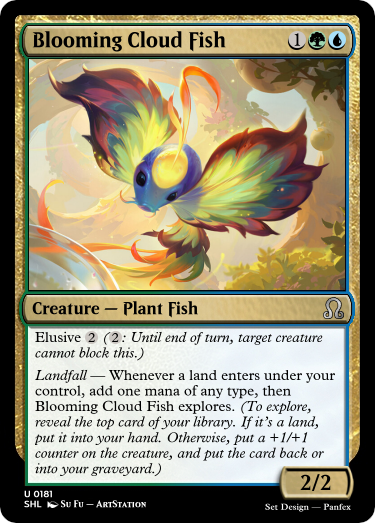 Blooming Cloud Fish 1
Creature — Plant Fish
Elusive 2 (2: Until end of turn, target creature
cannot block this.)
Landfall — Whenever a land enters under your
control, add one mana of any type, then
Blooming Cloud Fish explores. (To explore,
reveal the top card of your library. If it's a land,
put it into your hand. Otherwise, put a +1/+1
counter on the creature, and put the card back or
into your graveyard.)
2/2
U 0181
SHL Su Fu — ArtStation
Set Design — Panfex